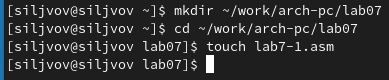 [siljvov@siljvov ~]$ mkdir ~/work/arch-pc/lab07
[siljvov@siljvov ~]$ cd ~/work/arch-pc/lab07
[siljvov@siljvov lab07]$ touch lab7-1.asm
[siljvov@siljvov lab07]$